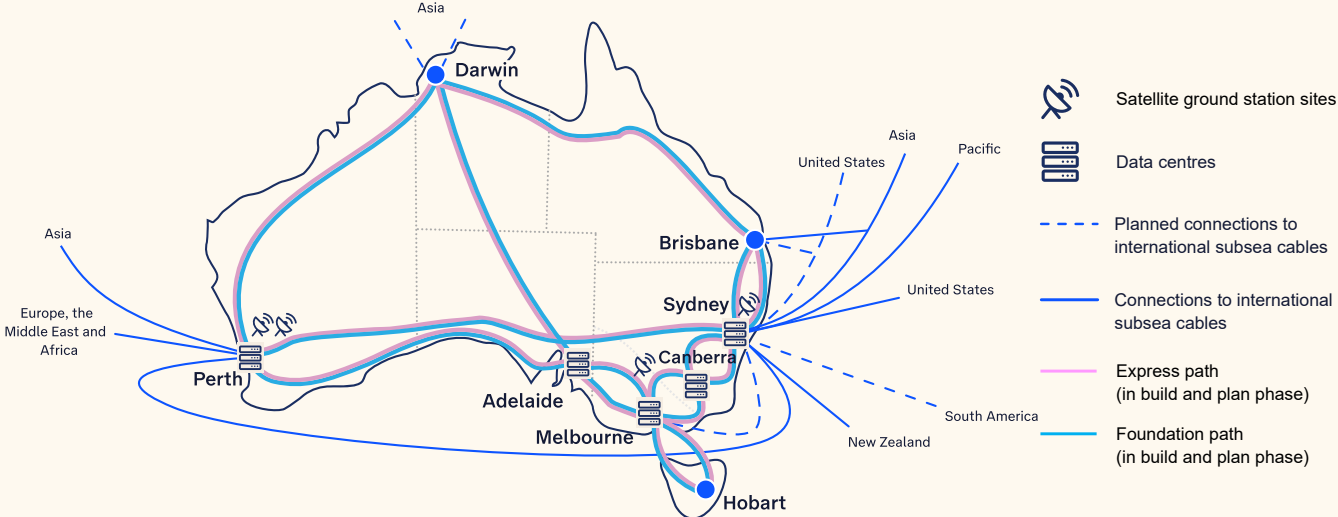 Asia
Darwin
Asia
Pacific
United States
Brisbane
Asia
Sydney
United States
Europe, the
Middle East and
Africa
Canberra
Perth
Adelaide
South America
Melbourne
New Zealand
Hobart
Satellite ground station sites
Data centres
Planned connections to
international subsea cables
Connections to international
subsea cables
Express path
(in build and plan phase)
Foundation path
(in build and plan phase)